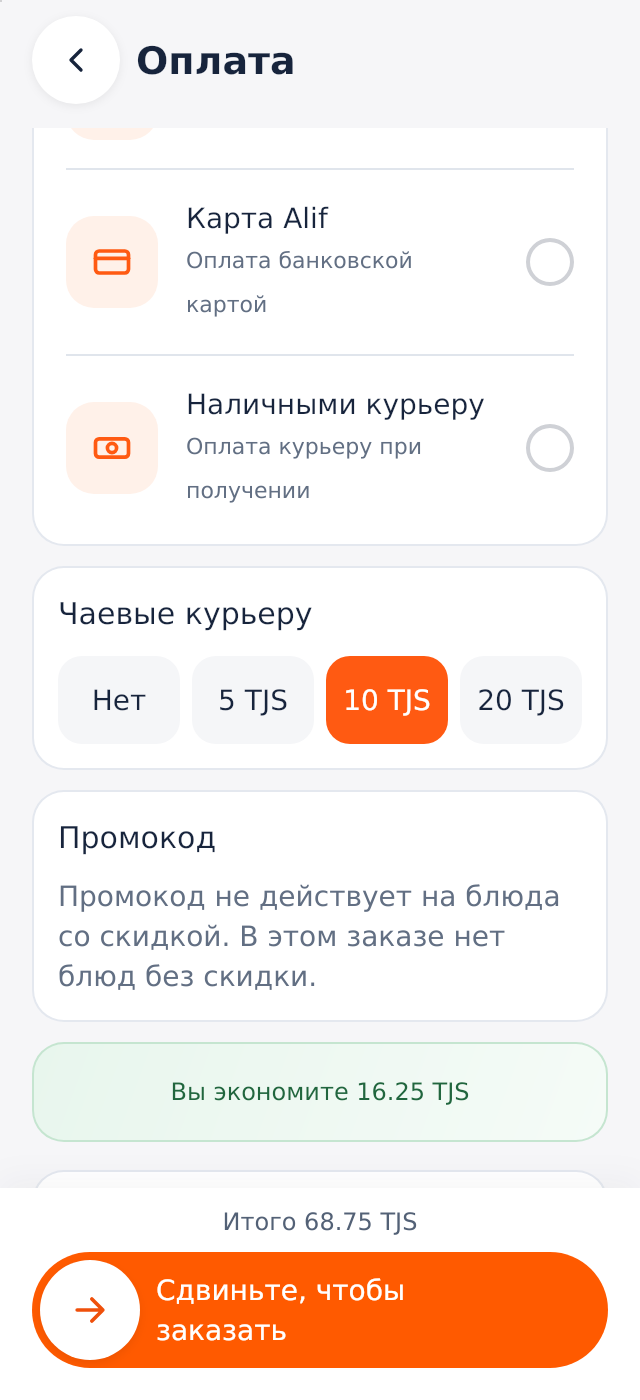 Оплата
Карта Alif
Оплата банковской
картой
Наличными курьеру
Оплата курьеру при
получении
Чаевые курьеру
Нет
5 TJS
10 TJS
20 TJS
Промокод
Промокод не действует на блюда
со скидкой. В этом заказе нет
блюд без скидки.
Вы экономите 16.25 TJS
Итого 68.75 TJS
Сдвиньте, чтобы
заказать